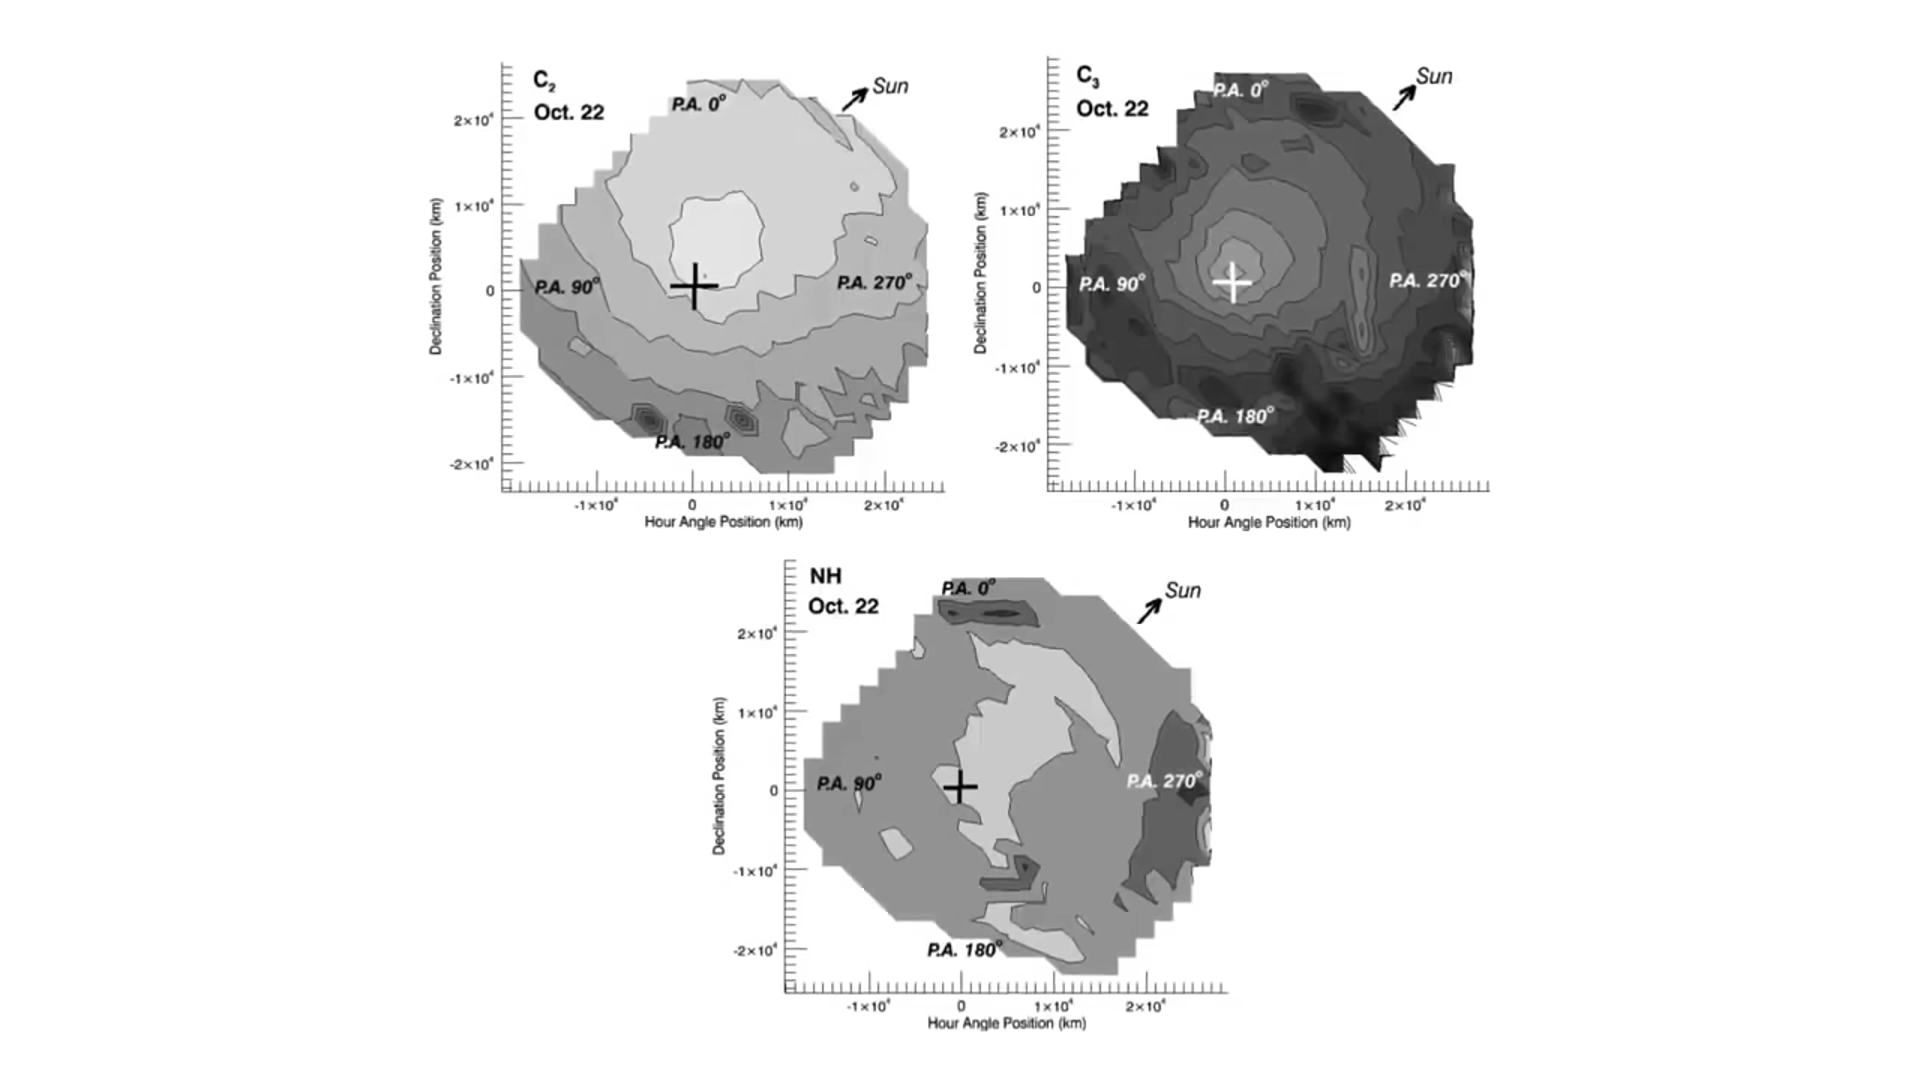 C2
Oct. 22
P.A. 0°
Sun
2×10⁴
1×10⁴
0
-1×10⁴
-2×10⁴
Declination Position (km)
P.A. 90°
P.A. 270°
P.A. 180°
-1×10⁴ 0 1×10⁴ 2×10⁴
Hour Angle Position (km)
C3
Oct. 22
P.A. 0°
Sun
2×10⁴
1×10⁴
0
-1×10⁴
-2×10⁴
Declination Position (km)
P.A. 90°
P.A. 270°
P.A. 180°
-1×10⁴ 0 1×10⁴ 2×10⁴
Hour Angle Position (km)
NH
Oct. 22
P.A. 0°
Sun
2×10⁴
1×10⁴
0
-1×10⁴
-2×10⁴
Declination Position (km)
P.A. 90°
P.A. 270°
P.A. 180°
-1×10⁴ 0 1×10⁴ 2×10⁴
Hour Angle Position (km)